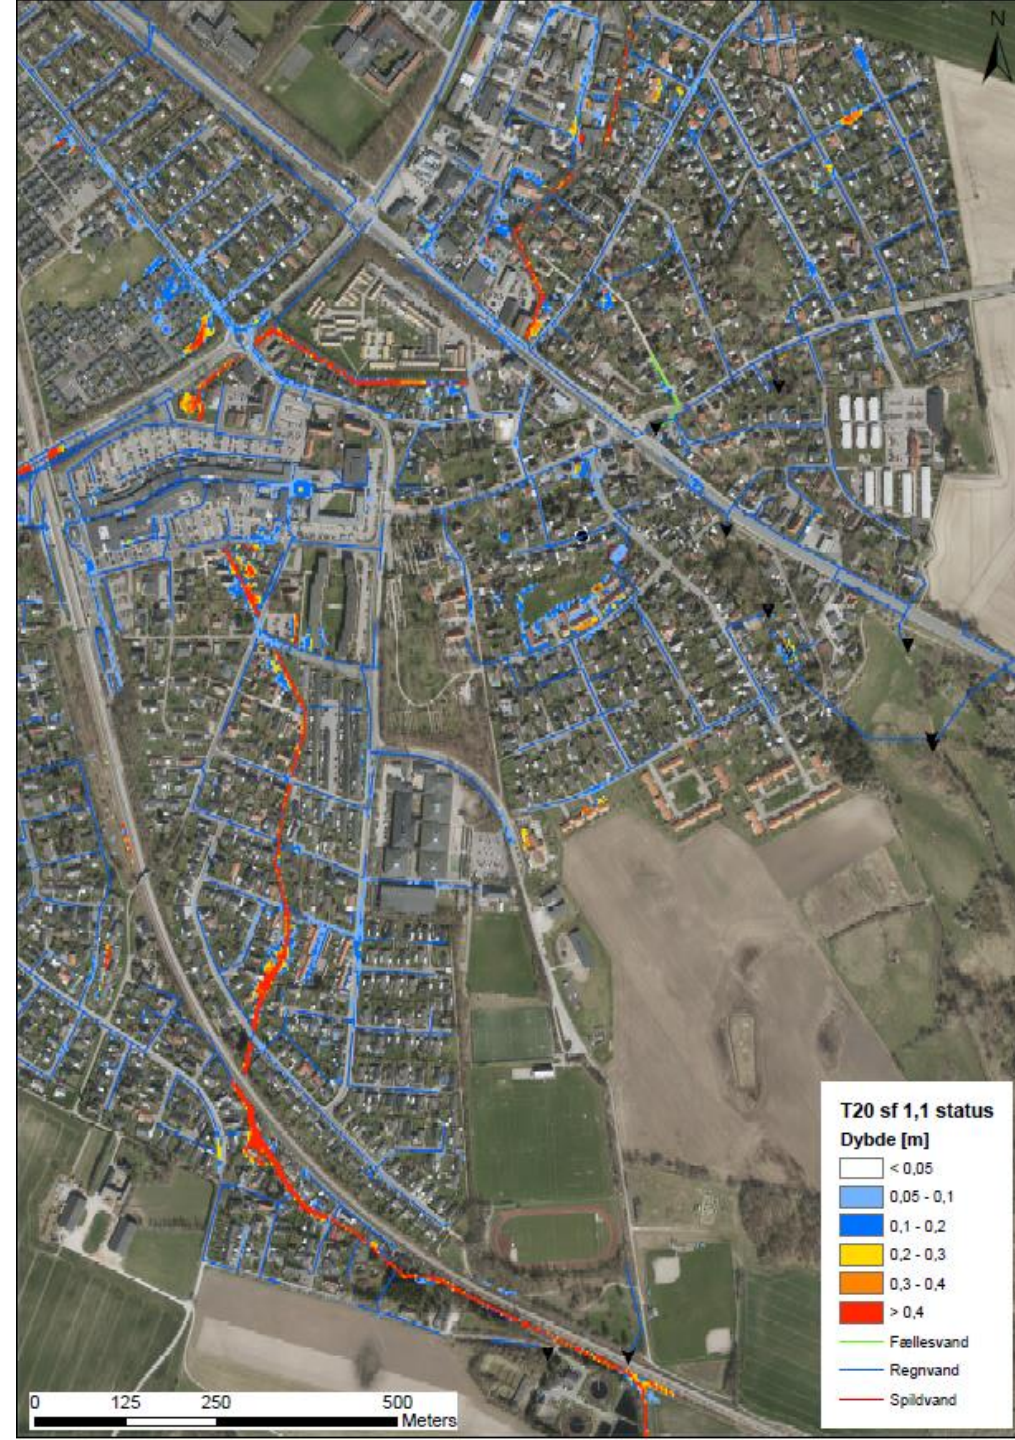 N
T20 sf 1,1 status
Dybde [m]
< 0,05
0,05 - 0,1
0,1 - 0,2
0,2 - 0,3
0,3 - 0,4
> 0,4
Fællesvand
Regnvand
Spildvand
0 125 250 500
Meters